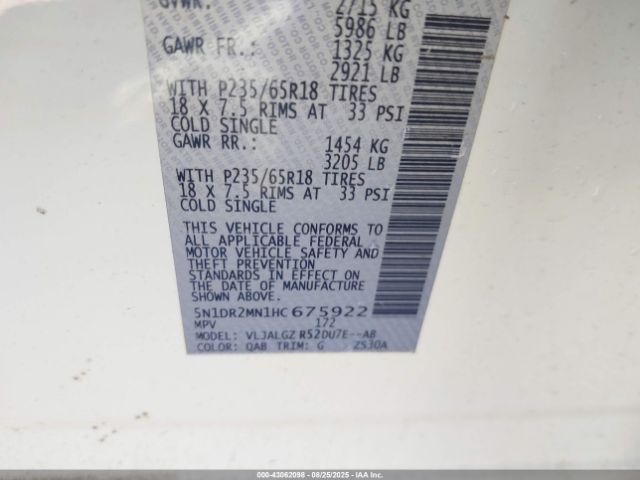 GVWR. 2715 KG
5986 LB
GAWR FR.: 1325 KG
2921 LB
WITH P235/65R18 TIRES
18 X 7.5 RIMS AT 33 PSI
COLD SINGLE
GAWR RR.: 1454 KG
3205 LB
WITH P235/65R18 TIRES
18 X 7.5 RIMS AT 33 PSI
COLD SINGLE
THIS VEHICLE CONFORMS TO
ALL APPLICABLE FEDERAL
MOTOR VEHICLE SAFETY AND
THEFT PREVENTION
STANDARDS IN EFFECT ON
THE DATE OF MANUFACTURE
SHOWN ABOVE.
5N1DR2MN1HC675922
MPV 172
MODEL: VLJALGZ R52DU7E--AB
COLOR: QAB TRIM: G ZS30A
000-43062098 - 08/25/2025 - IAA, Inc.